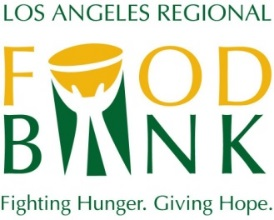 LOS ANGELES REGIONAL
FOOD
BANK
Fighting Hunger. Giving Hope.